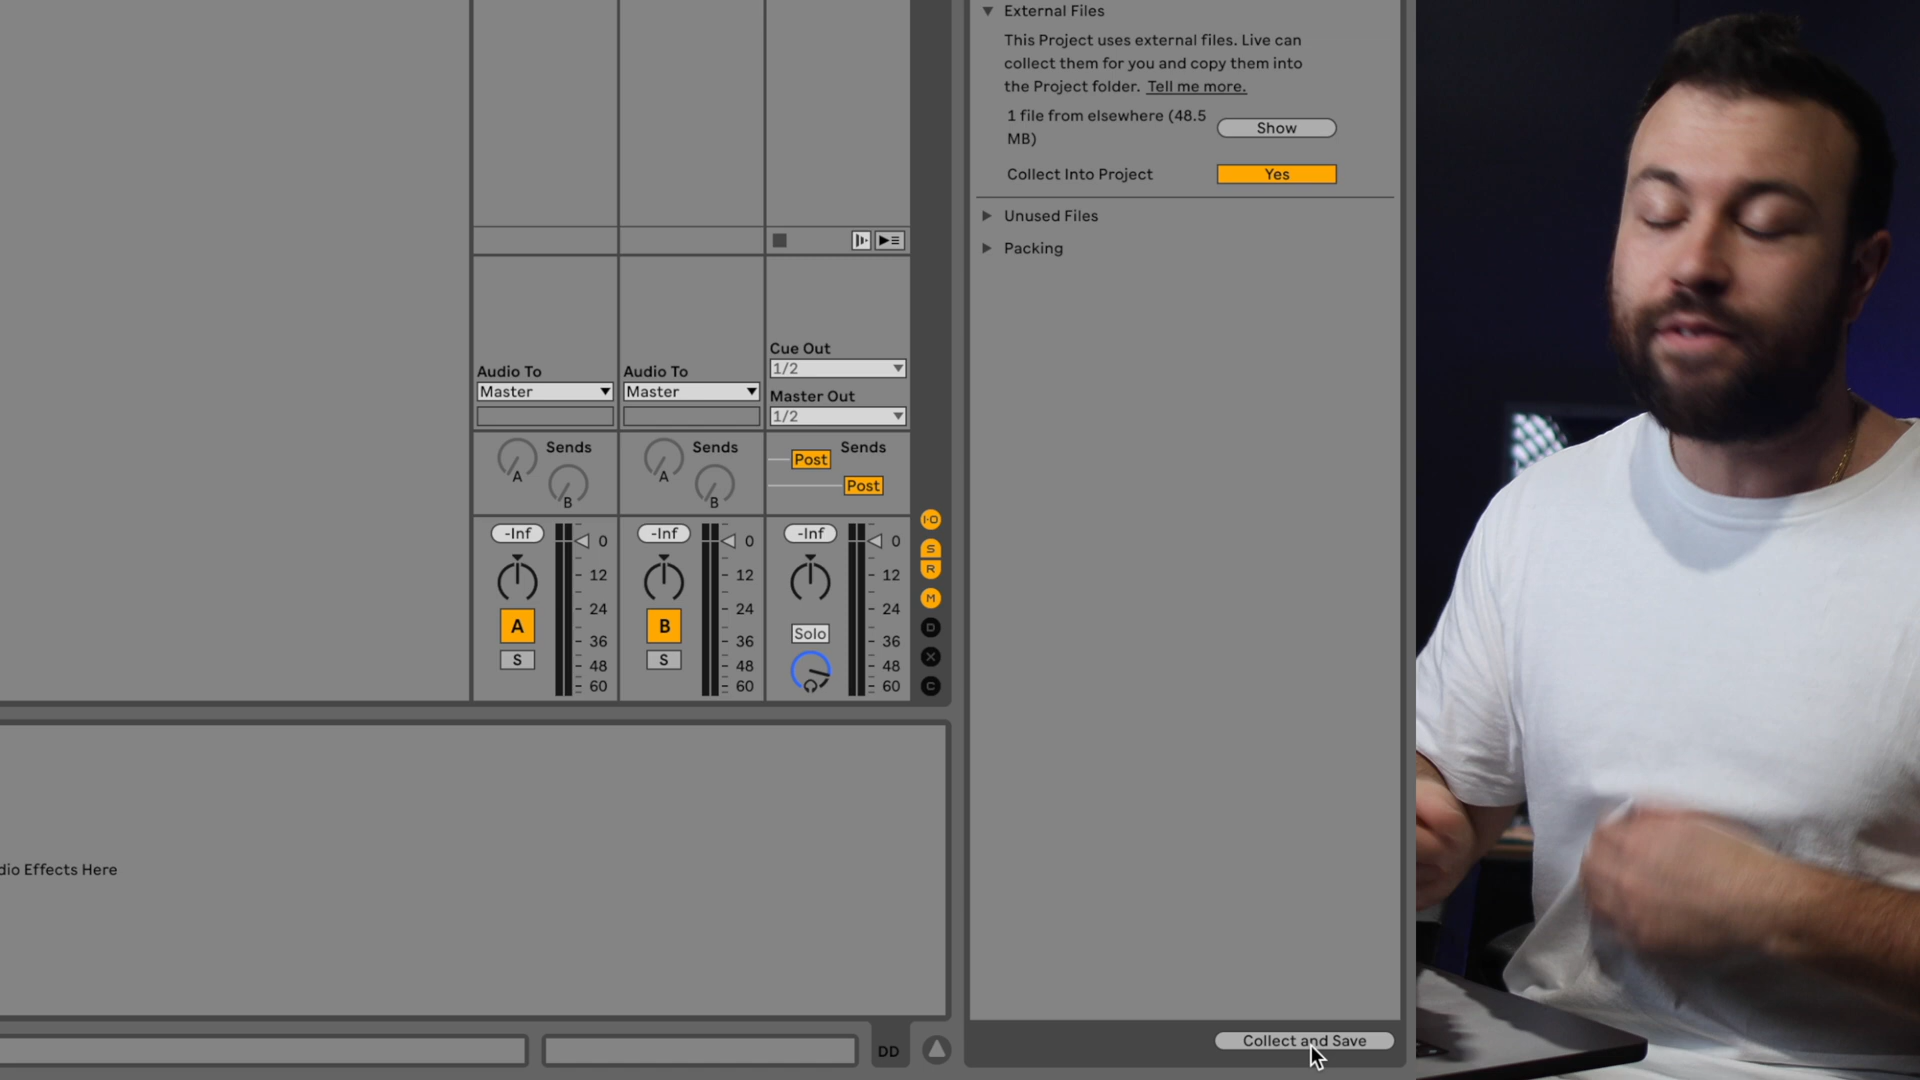 External Files
This Project uses external files. Live can
collect them for you and copy them into
the Project folder. Tell me more.
1 file from elsewhere (48.5
MB)
Show
Collect Into Project
Yes
Unused Files
Packing
Cue Out
1/2
Audio To
Audio To
Master
Master
Master Out
1/2
Sends
A
B
Sends
A
B
Sends
Post
Post
-Inf
0
12
24
36
48
60
A
S
-Inf
0
12
24
36
48
60
B
S
-Inf
0
12
24
36
48
60
Solo
I-O
S
R
M
D
X
C
dio Effects Here
DD
Collect and Save